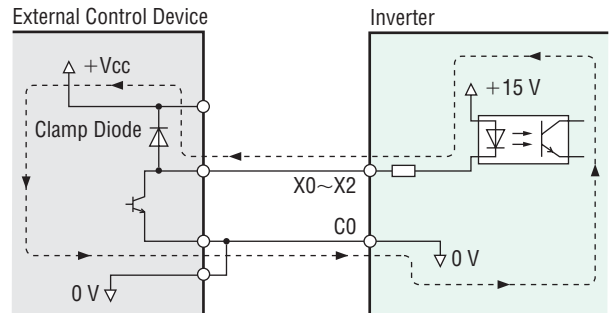 External Control Device
Inverter
+Vcc
+15 V
Clamp Diode
X0～X2
C0
0 V
0 V